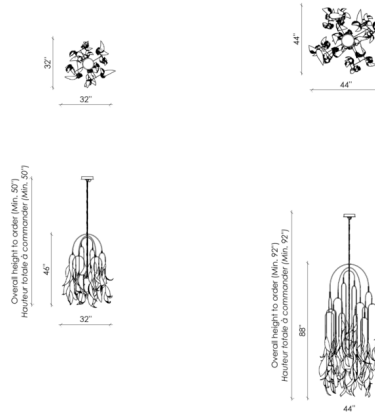 32"
32"
44"
44"
Overall height to order (Min. 50")
Hauteur totale à commander (Min. 50")
46"
32"
Overall height to order (Min. 92")
Hauteur totale à commander (Min. 92")
88"
44"